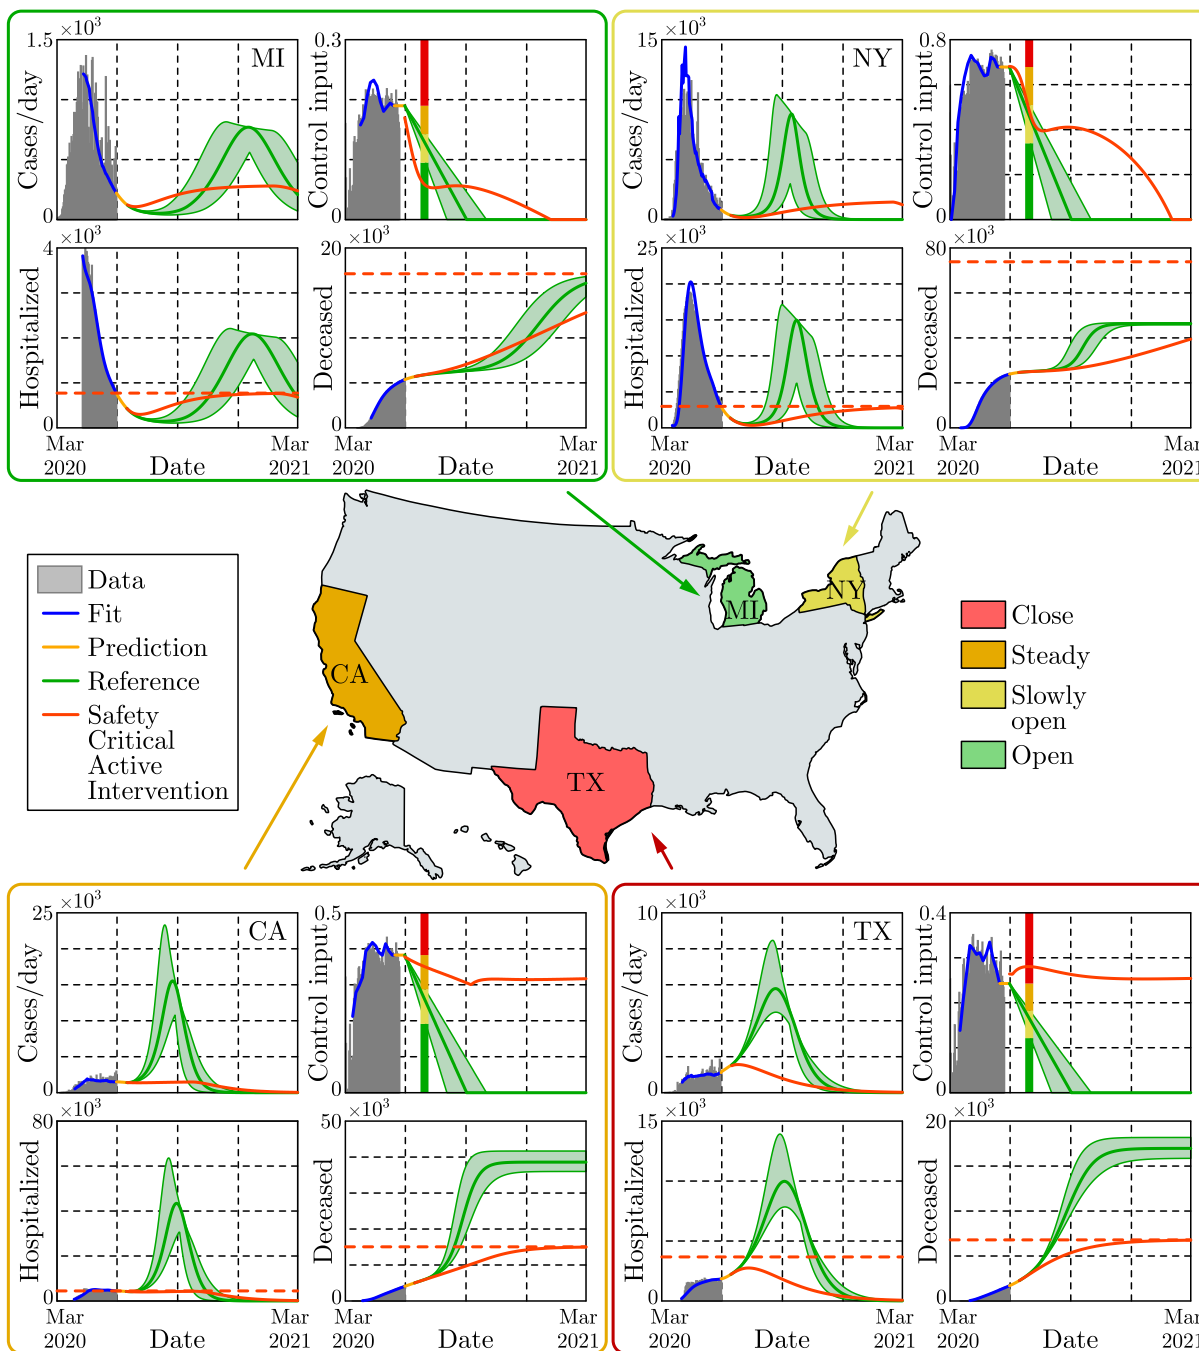 ×10³
1.5
Cases/day
MI
0
0.3
Control input
0
×10³
15
Cases/day
NY
0
0.8
Control input
0
×10³
4
Hospitalized
0
Mar
2020
Date
Mar
2021
×10³
20
Deceased
0
Mar
2020
Date
Mar
2021
×10³
25
Hospitalized
0
Mar
2020
Date
Mar
2021
×10³
80
Deceased
0
Mar
2020
Date
Mar
2021
Data
Fit
Prediction
Reference
Safety
Critical
Active
Intervention
CA
TX
MI
NY
Close
Steady
Slowly
open
Open
×10³
25
Cases/day
CA
0
0.5
Control input
0
×10³
10
Cases/day
TX
0
0.4
Control input
0
×10³
80
Hospitalized
0
Mar
2020
Date
Mar
2021
×10³
50
Deceased
0
Mar
2020
Date
Mar
2021
×10³
15
Hospitalized
0
Mar
2020
Date
Mar
2021
×10³
20
Deceased
0
Mar
2020
Date
Mar
2021